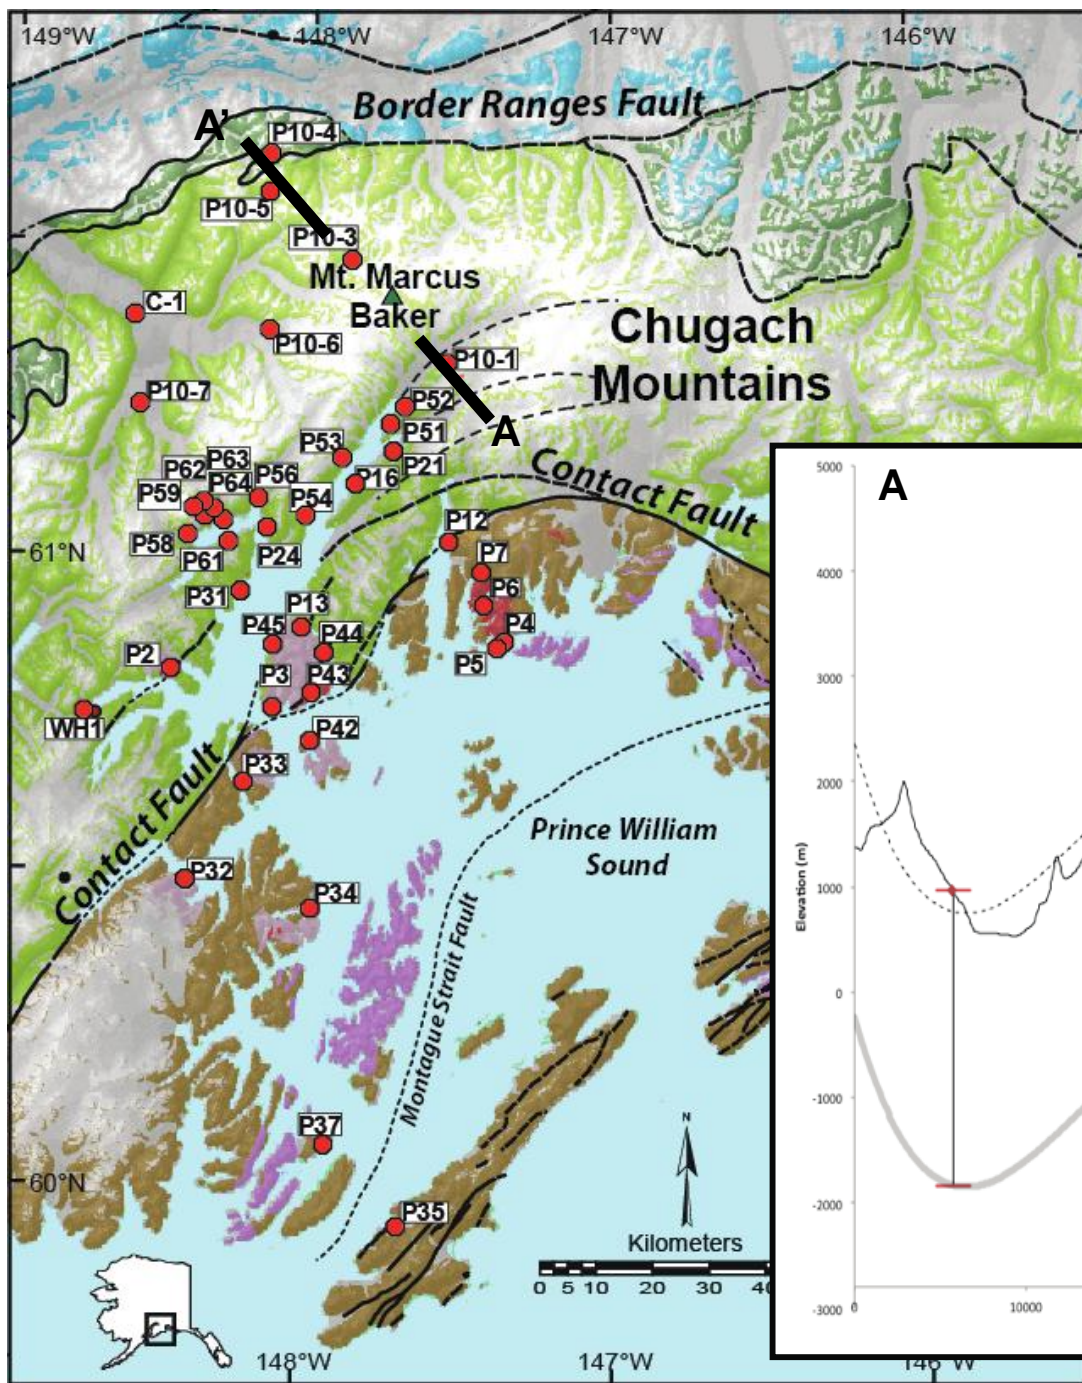 149°W
148°W
147°W
146°W
Border Ranges Fault
A'
P10-4
P10-5
P10-3
Mt. Marcus
Baker
C-1
P10-6
P10-1
Chugach
Mountains
P10-7
P52
A
P51
P53
P21
P62
P63
P56
P16
P64
P59
P54
Contact Fault
P12
61°N
P58
P61
P24
P7
P6
P31
P13
P4
P45
P44
P5
P2
P3
P43
WH1
P42
P33
Contact Fault
Prince William
Sound
P32
P34
Montague Strait Fault
P37
N
60°N
P35
Kilometers
0 5 10 20 30 40
148°W
147°W
146°W
A
5000
4000
3000
2000
1000
0
-1000
-2000
-3000
Elevation (m)
0
10000